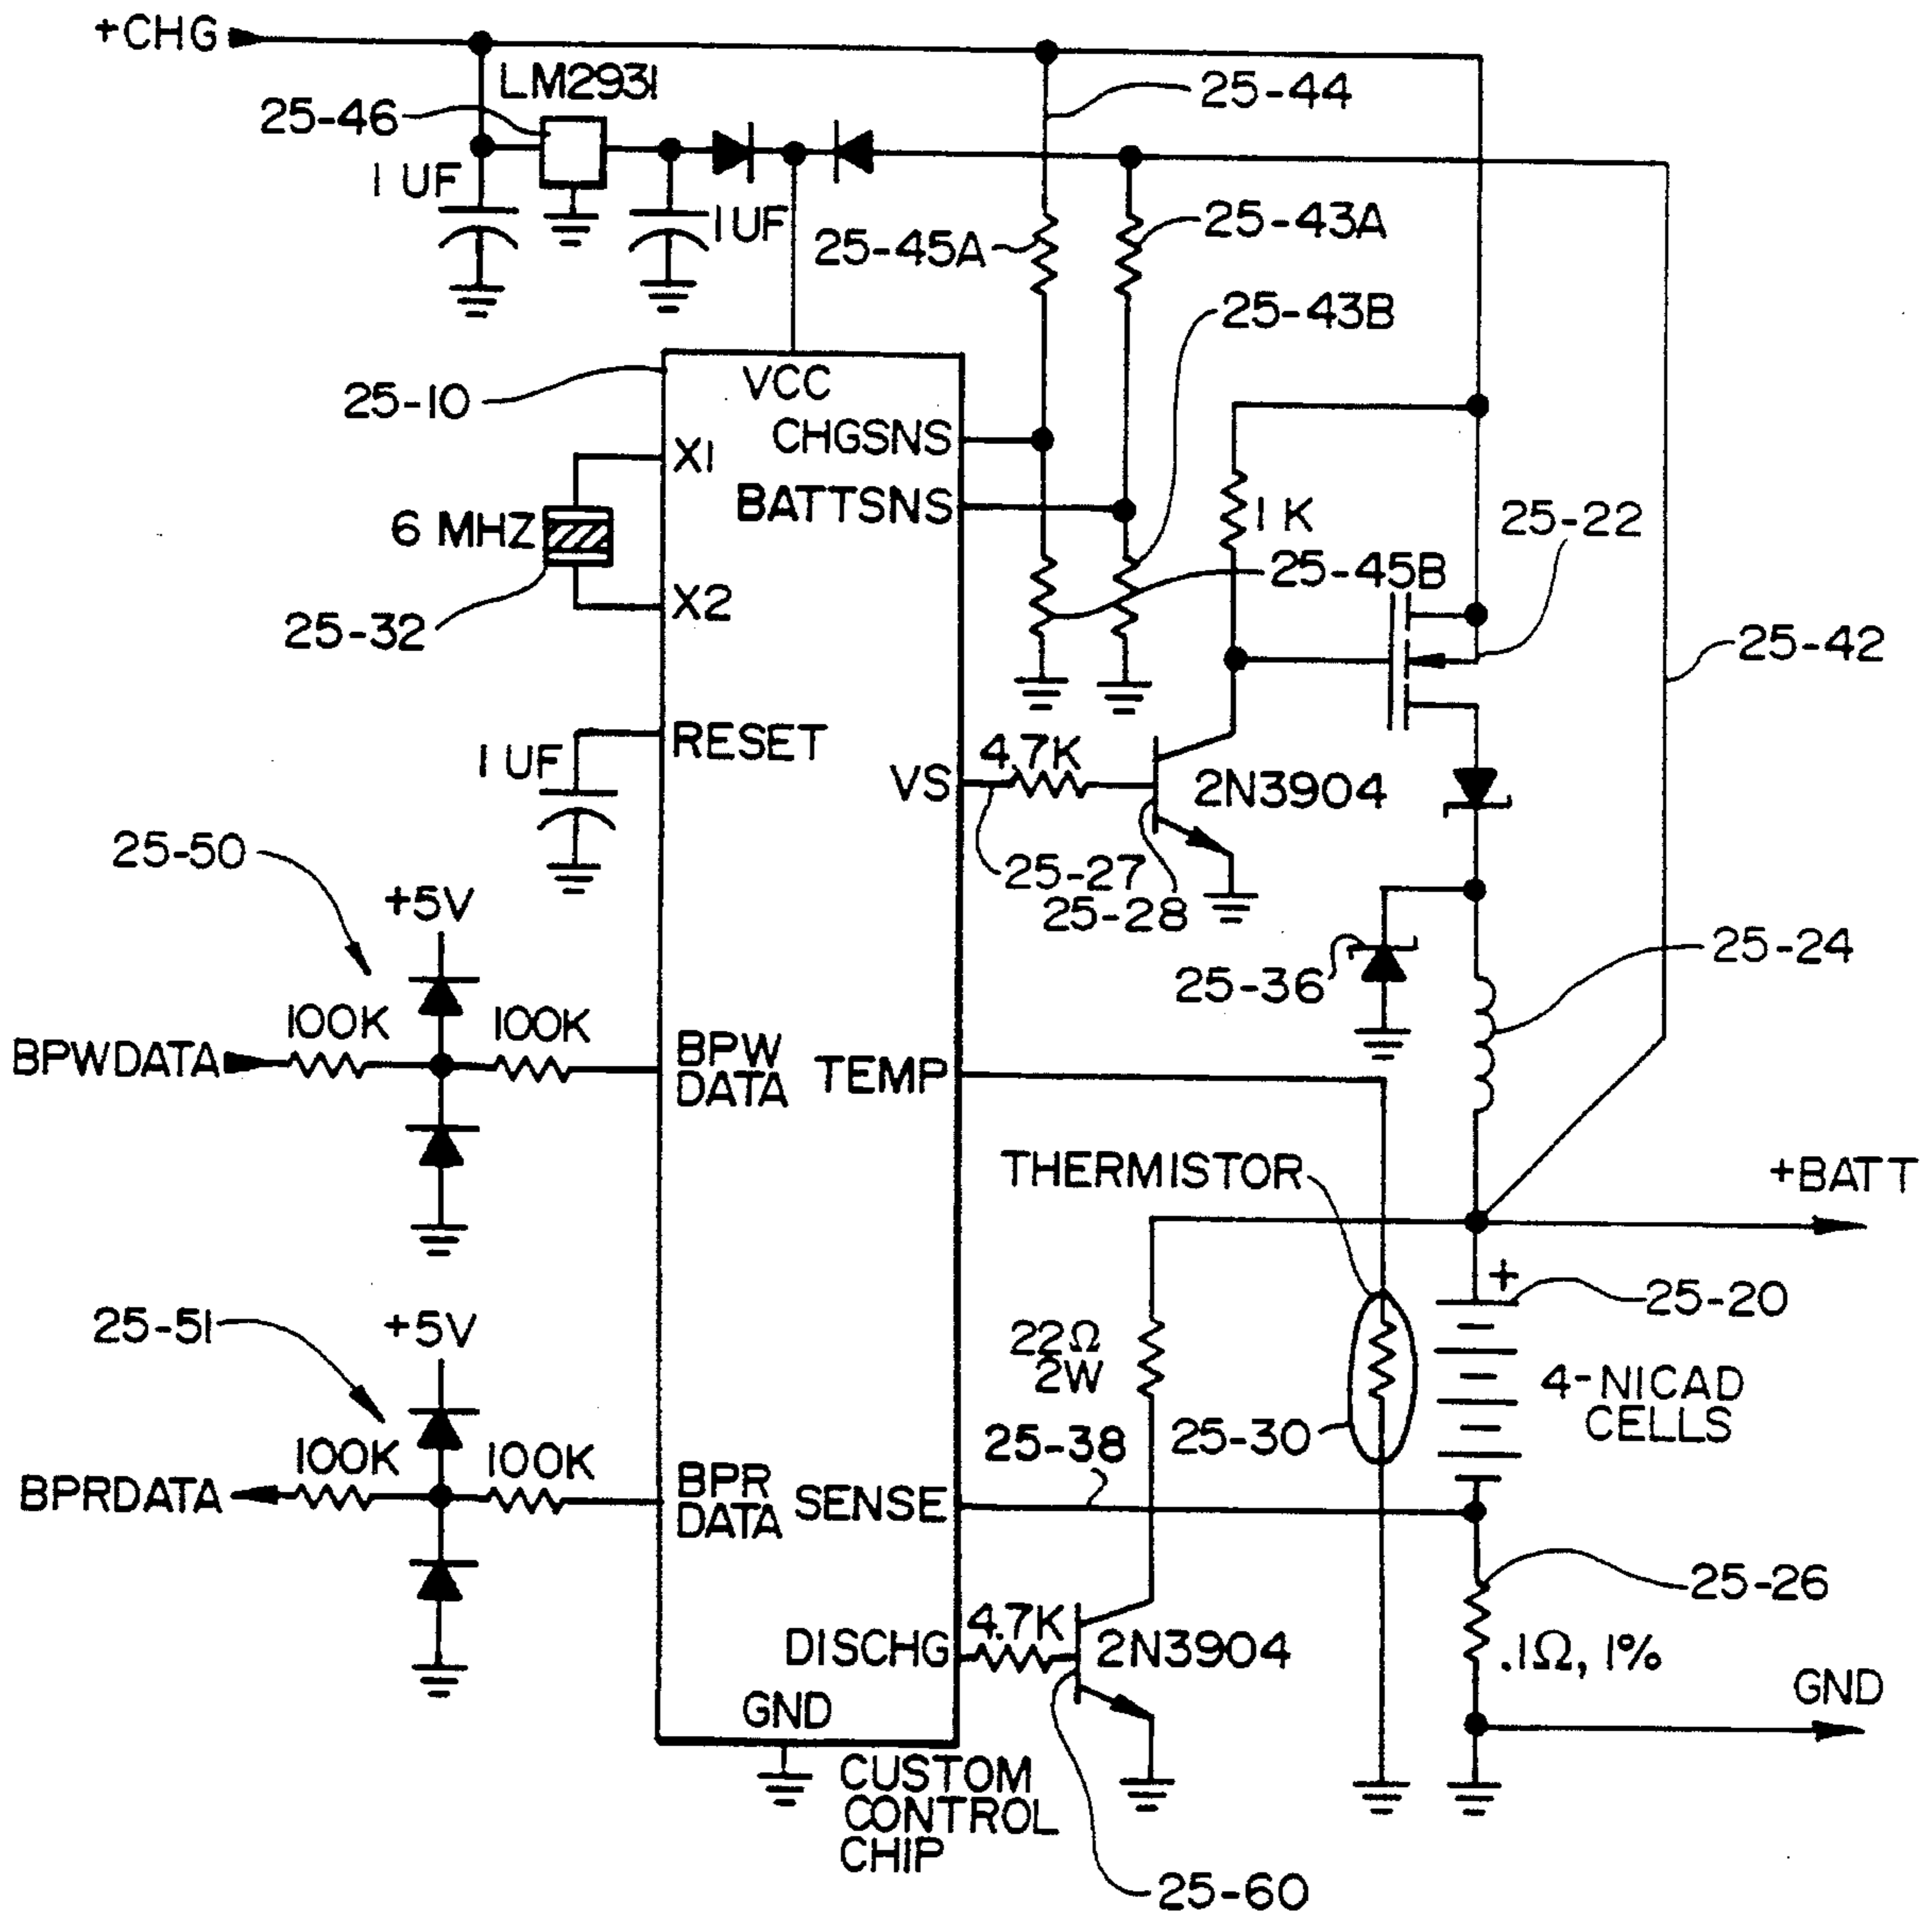 +CHG
LM2931
25-44
25-46
1 UF
1 UF
25-45A
25-43A
25-43B
25-10
VCC
CHGSNS
X1
BATTSNS
6 MHZ
1 K
25-22
25-45B
X2
25-32
25-42
RESET
1 UF
4.7K
VS
2N3904
25-50
25-27
25-28
+5V
25-24
25-36
100K
100K
BPWDATA
BPW
DATA
TEMP
THERMISTOR
+BATT
+
25-20
25-51
+5V
22Ω
2W
4-NICAD
CELLS
25-38
25-30
100K
100K
BPRDATA
BPR
DATA
SENSE
25-26
4.7K
DISCHG
2N3904
.1Ω, 1%
GND
GND
CUSTOM
CONTROL
CHIP
25-60